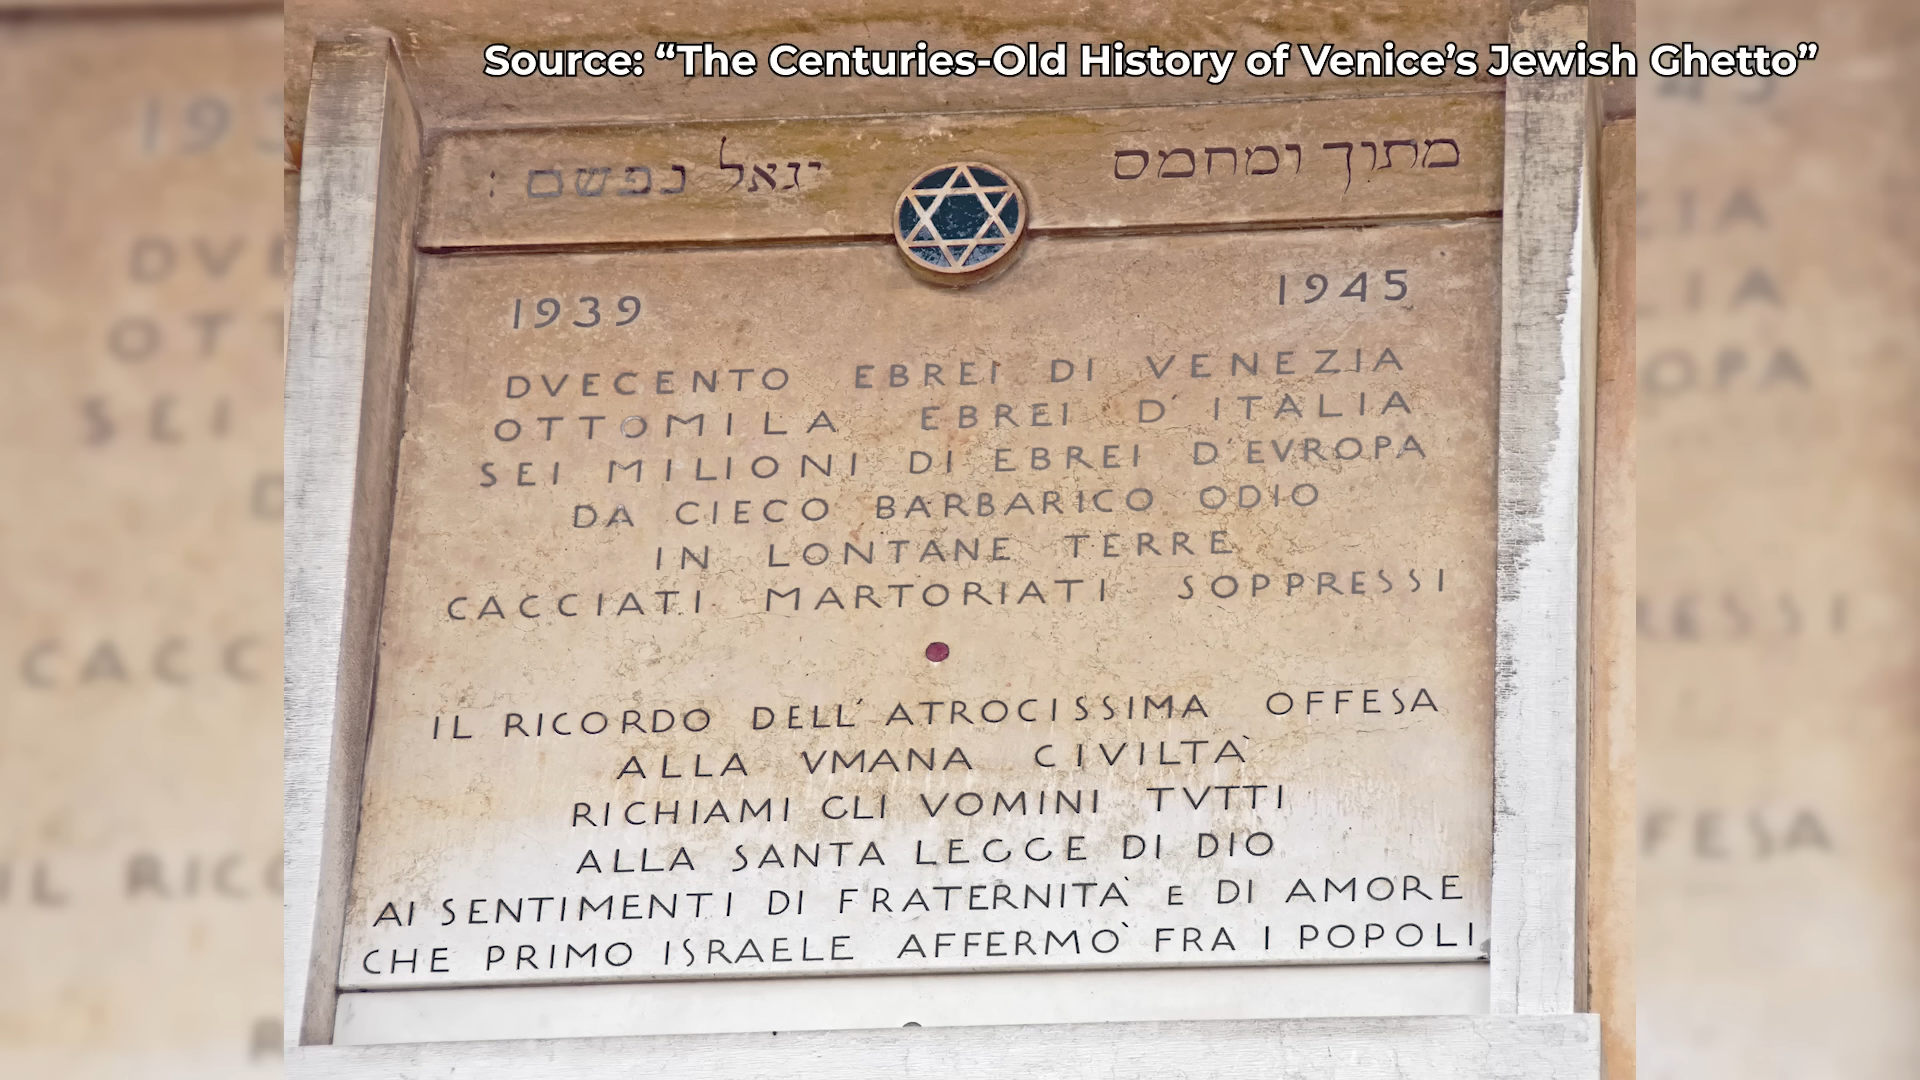 Source: “The Centuries-Old History of Venice’s Jewish Ghetto”
מתוך ומחמס יגאל נפשם :
1939 1945
DVECENTO EBREI DI VENEZIA
OTTOMILA EBREI D'ITALIA
SEI MILIONI DI EBREI D'EVROPA
DA CIECO BARBARICO ODIO
IN LONTANE TERRE
CACCIATI MARTORIATI SOPPRESSI
IL RICORDO DELL'ATROCISSIMA OFFESA
ALLA VMANA CIVILTA`
RICHIAMI GLI VOMINI TVTTI
ALLA SANTA LEGGE DI DIO
AI SENTIMENTI DI FRATERNITA` E DI AMORE
CHE PRIMO ISRAELE AFFERMO` FRA I POPOLI